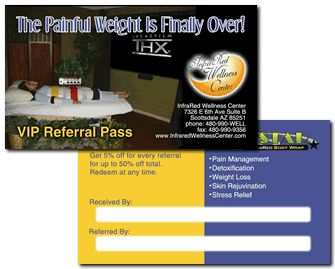 The Painful Weight Is Finally Over!
LUCASFILM
THX
InfraRed
Wellness
Center
InfraRed Wellness Center
7326 E 6th Ave Suite B
Scottsdale AZ 85251
phone: 480-990-WELL
fax: 480-990-9356
www.InfraredWellnessCenter.com
VIP Referral Pass
Get 5% off for every referral
for up to 50% off total.
Redeem at any time.
BODY WRAP
•Pain Management
•Detoxification
•Weight Loss
•Skin Rejuvination
•Stress Relief
Received By:
Referred By: